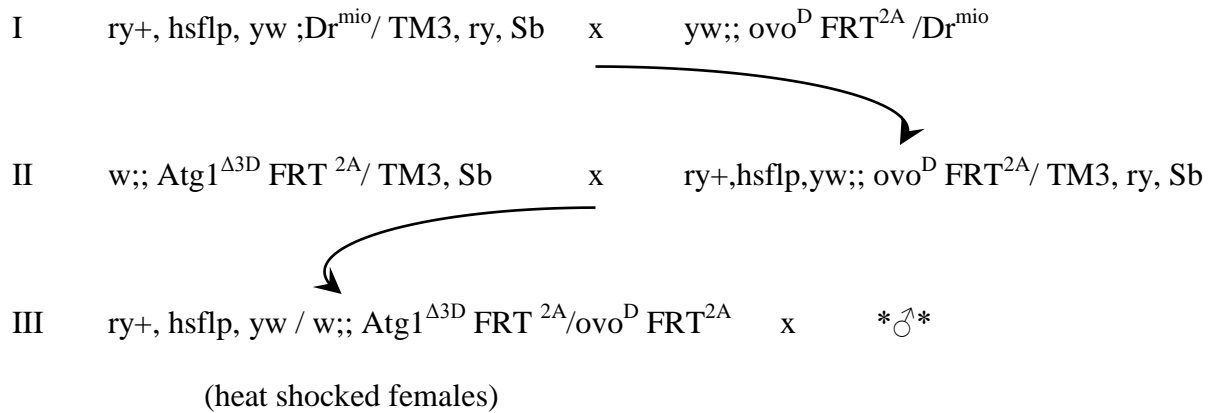 I ry+, hsflp, yw ;Dr^mio/ TM3, ry, Sb x yw;; ovo^D FRT^2A /Dr^mio
II w;; Atg1^Δ3D FRT ^2A/ TM3, Sb x ry+,hsflp,yw;; ovo^D FRT^2A/ TM3, ry, Sb
III ry+, hsflp, yw / w;; Atg1^Δ3D FRT ^2A/ovo^D FRT^2A x *♂*
(heat shocked females)